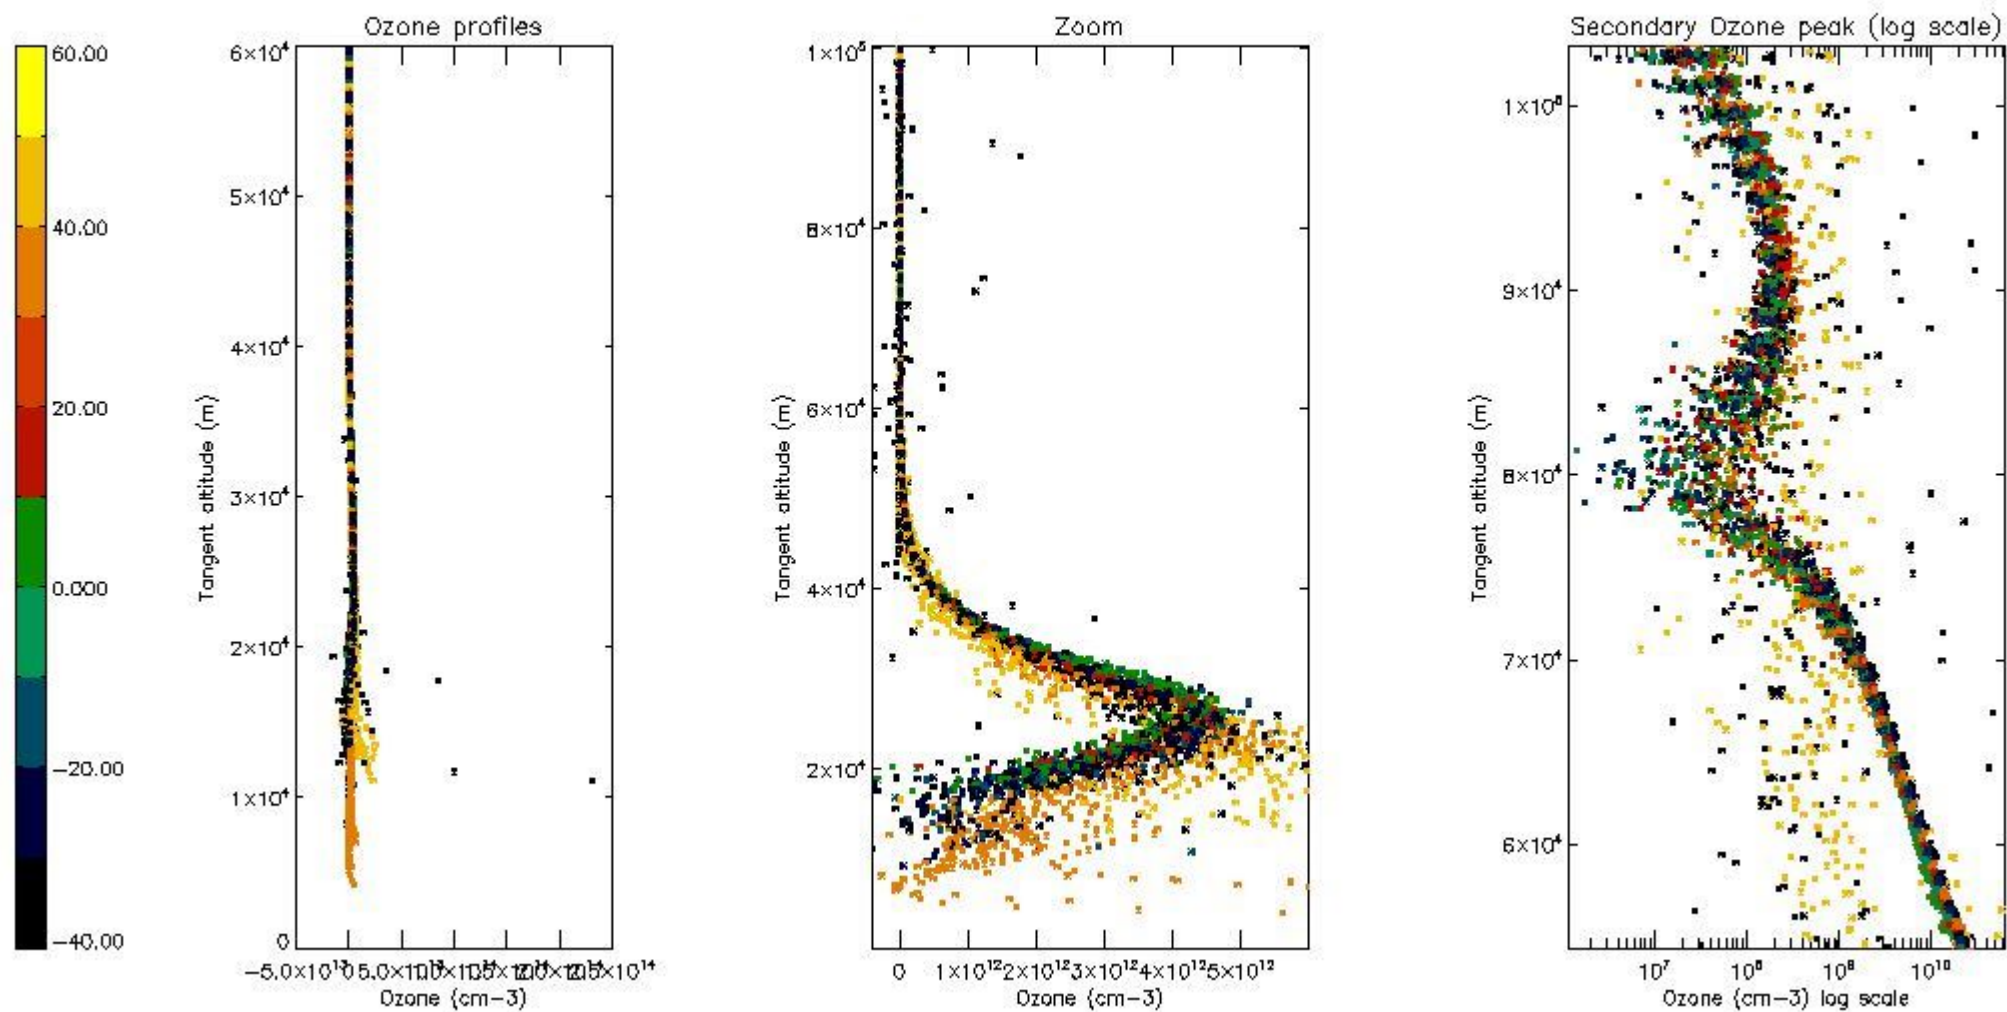 Ozone profiles
Zoom
Secondary Ozone peak (log scale)
60.00
40.00
20.00
0.000
−20.00
−40.00
6×10⁴
5×10⁴
4×10⁴
3×10⁴
2×10⁴
1×10⁴
0
Tangent altitude (m)
Ozone (cm−3)
1×10⁵
8×10⁴
6×10⁴
4×10⁴
2×10⁴
Tangent altitude (m)
0 1×10¹² 2×10¹² 3×10¹² 4×10¹² 5×10¹²
Ozone (cm−3)
1×10⁵
9×10⁴
8×10⁴
7×10⁴
6×10⁴
Tangent altitude (m)
10⁷ 10⁸ 10⁹ 10¹⁰
Ozone (cm−3) log scale